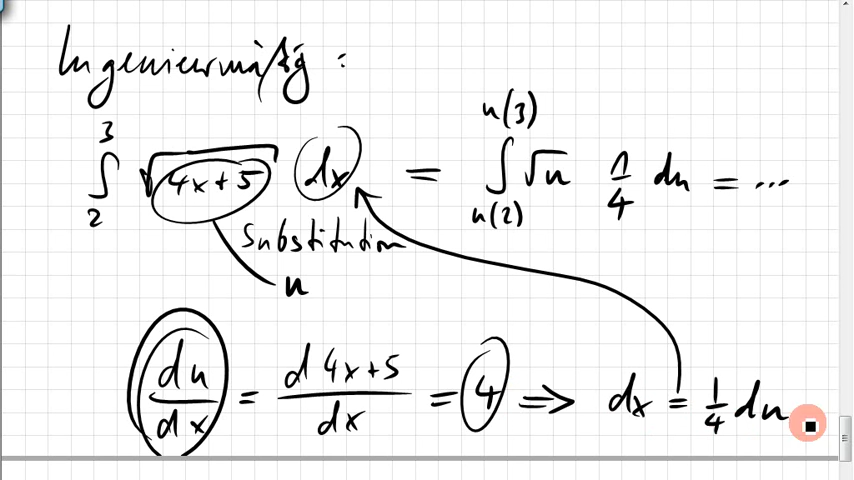 Ingenieurmäßig:
∫₂³ √(4x+5) dx = ∫_{u(2)}^{u(3)} √u 1/4 du = ...
Substitution
u
du/dx = d 4x+5/dx = 4 ⇒ dx = 1/4 du